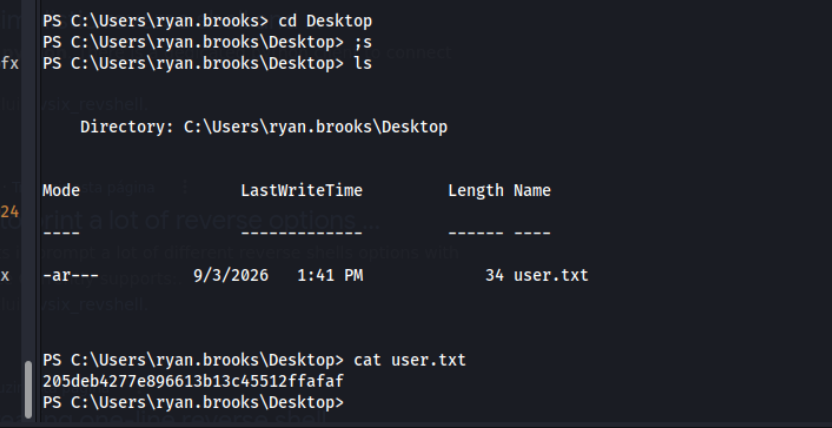 PS C:\Users\ryan.brooks> cd Desktop
PS C:\Users\ryan.brooks\Desktop> ;s
fx PS C:\Users\ryan.brooks\Desktop> ls
Directory: C:\Users\ryan.brooks\Desktop
Mode LastWriteTime Length Name
24
---- ------------- ------ ----
x -ar--- 9/3/2026 1:41 PM 34 user.txt
PS C:\Users\ryan.brooks\Desktop> cat user.txt
205deb4277e896613b13c45512ffafaf
PS C:\Users\ryan.brooks\Desktop>